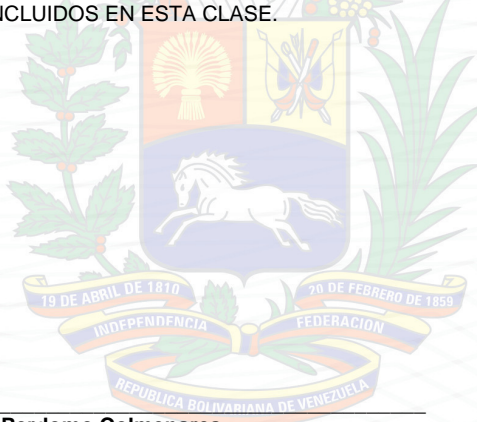 NCLUIDOS EN ESTA CLASE.
19 DE ABRIL DE 1810
20 DE FEBRERO DE 1859
INDEPENDENCIA
FEDERACION
REPUBLICA BOLIVARIANA DE VENEZUELA